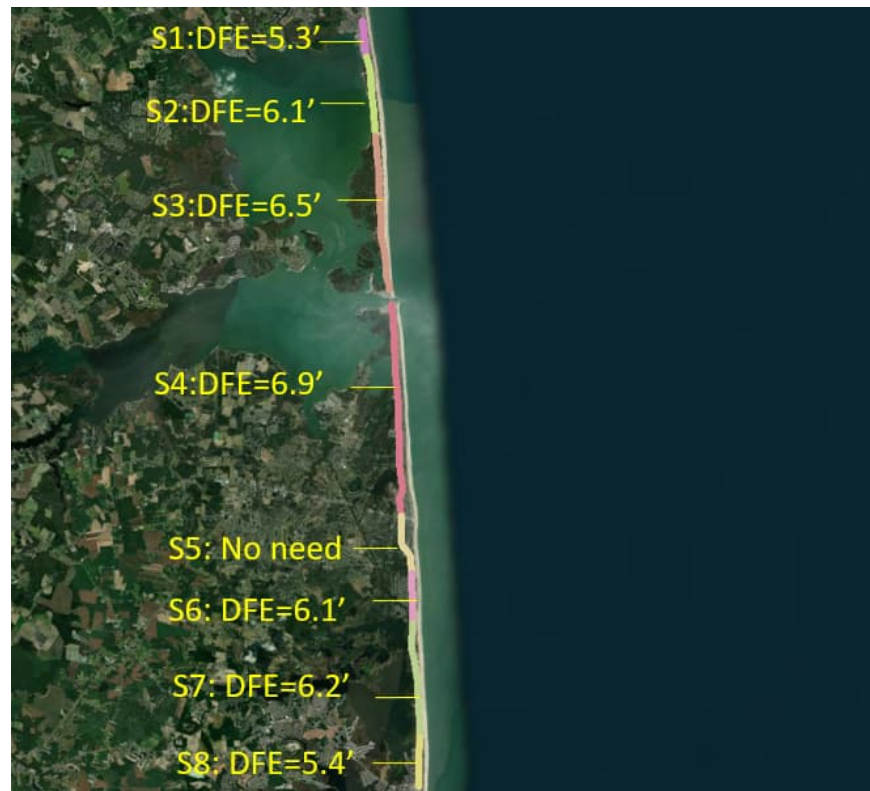 S1:DFE=5.3’
S2:DFE=6.1’
S3:DFE=6.5’
S4:DFE=6.9’
S5: No need
S6: DFE=6.1’
S7: DFE=6.2’
S8: DFE=5.4’